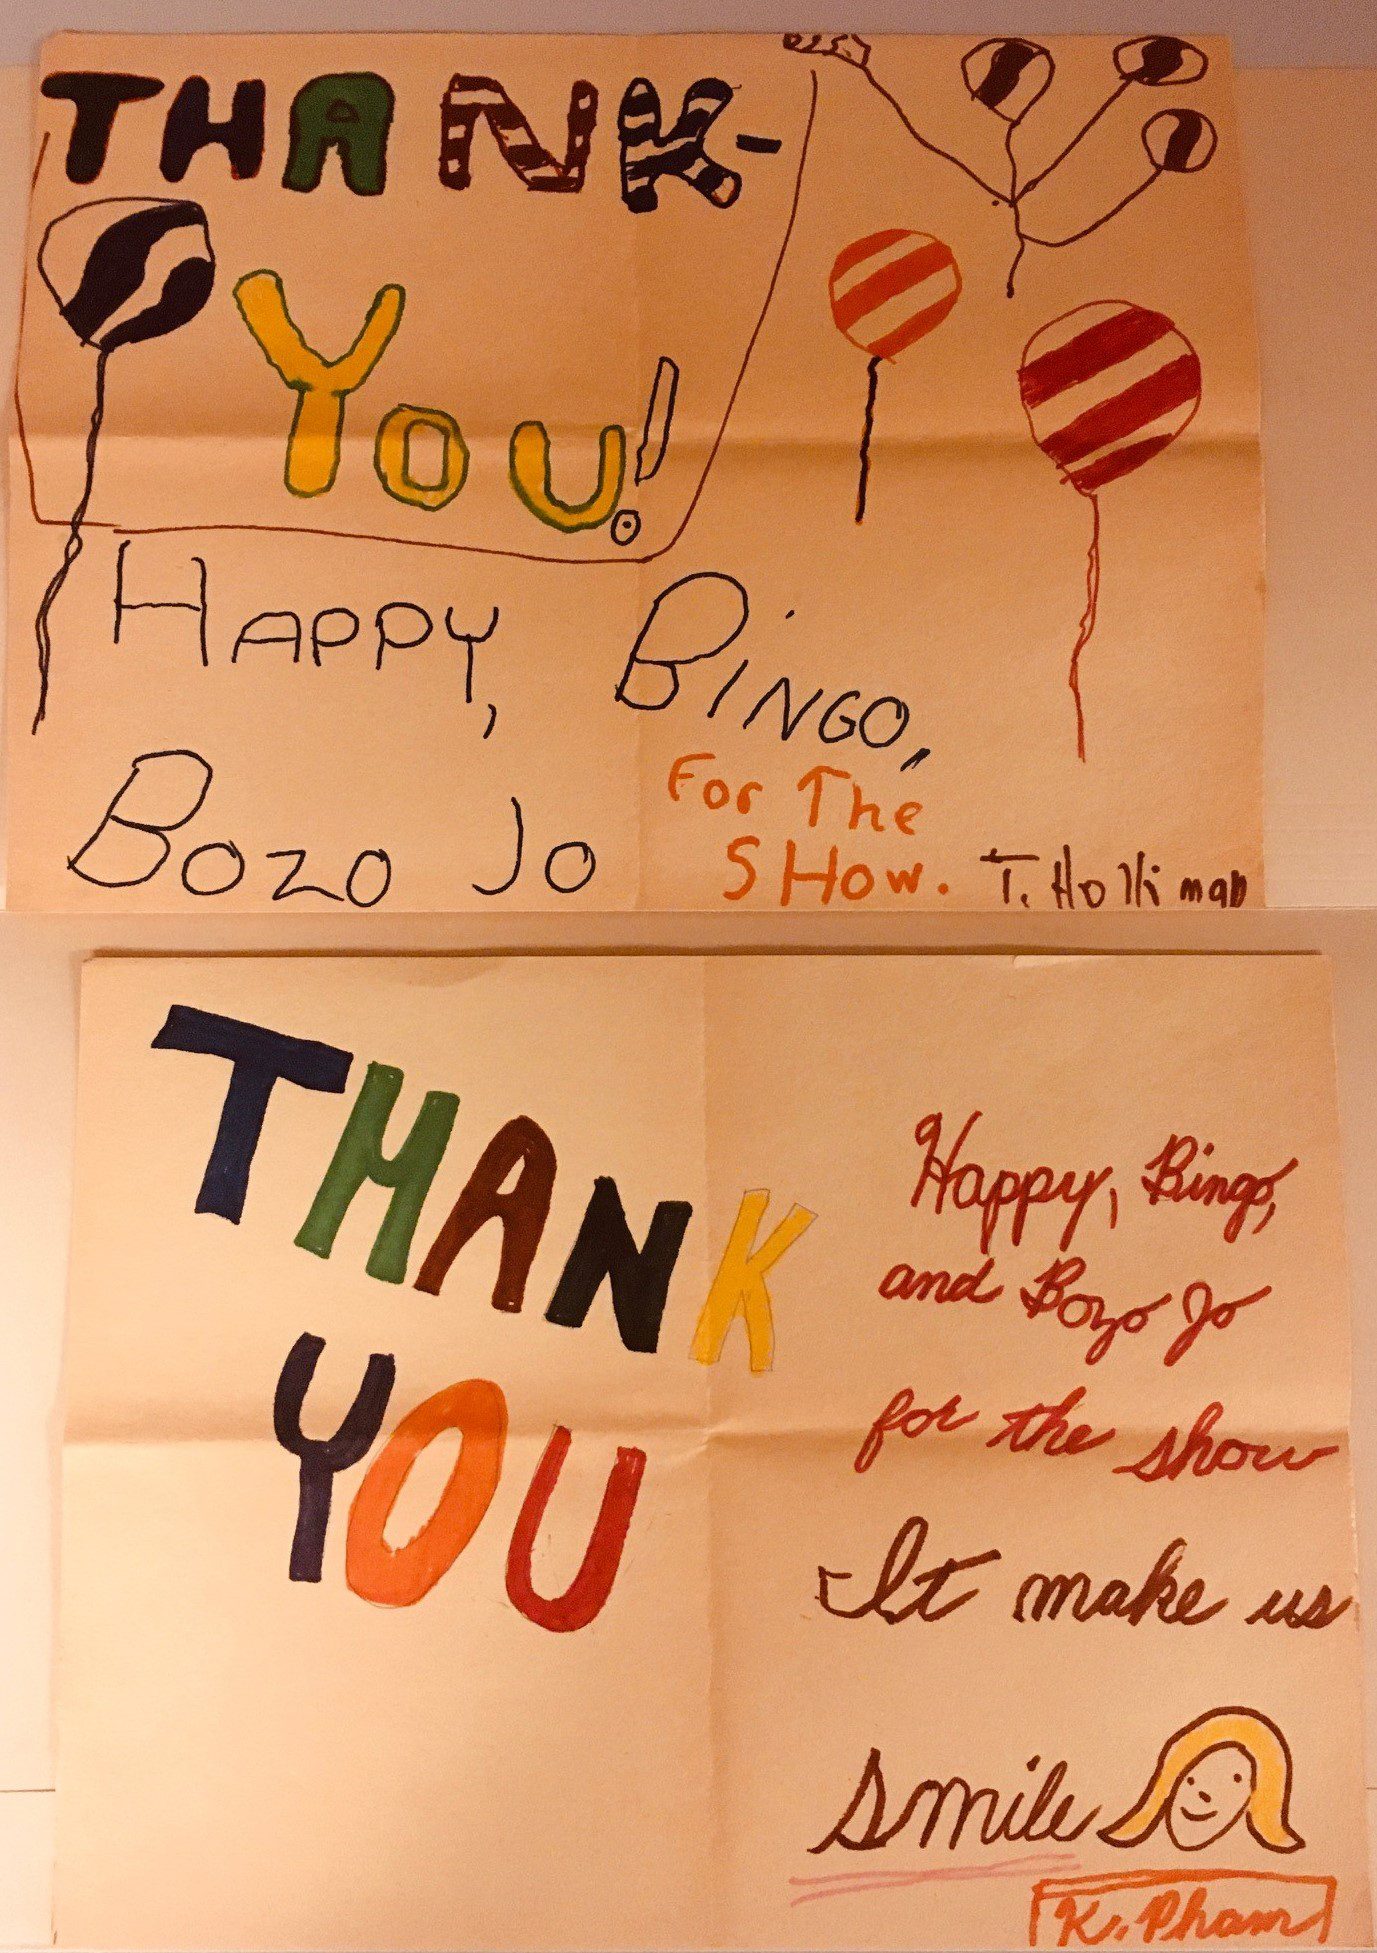 THANK-
YOU!
HAPPY, BINGO,
BOZO JO
For The
SHow.
T. Holliman
THANK
YOU
Happy, Bingo,
and Bozo Jo
for the show
It make us
smile
K. Pham